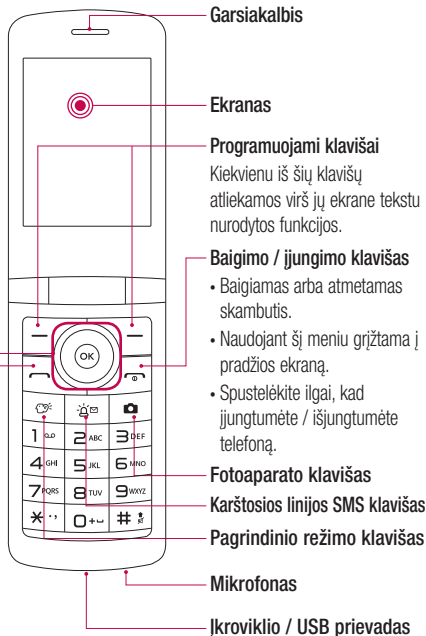 Garsiakalbis
Ekranas
Programuojami klavišai
Kiekvienu iš šių klavišų
atliekamos virš jų ekrane tekstu
nurodytos funkcijos.
Baigimo / įjungimo klavišas
• Baigiamas arba atmetamas
skambutis.
• Naudojant šį meniu grįžtama į
pradžios ekraną.
• Spustelėkite ilgai, kad
įjungtumėte / išjungtumėte
telefoną.
Fotoaparato klavišas
Karštosios linijos SMS klavišas
Pagrindinio režimo klavišas
Mikrofonas
Įkroviklio / USB prievadas
OK
1 2 ABC 3 DEF
4 GHI 5 JKL 6 MNO
7 PQRS 8 TUV 9 WXYZ
* 0 + #